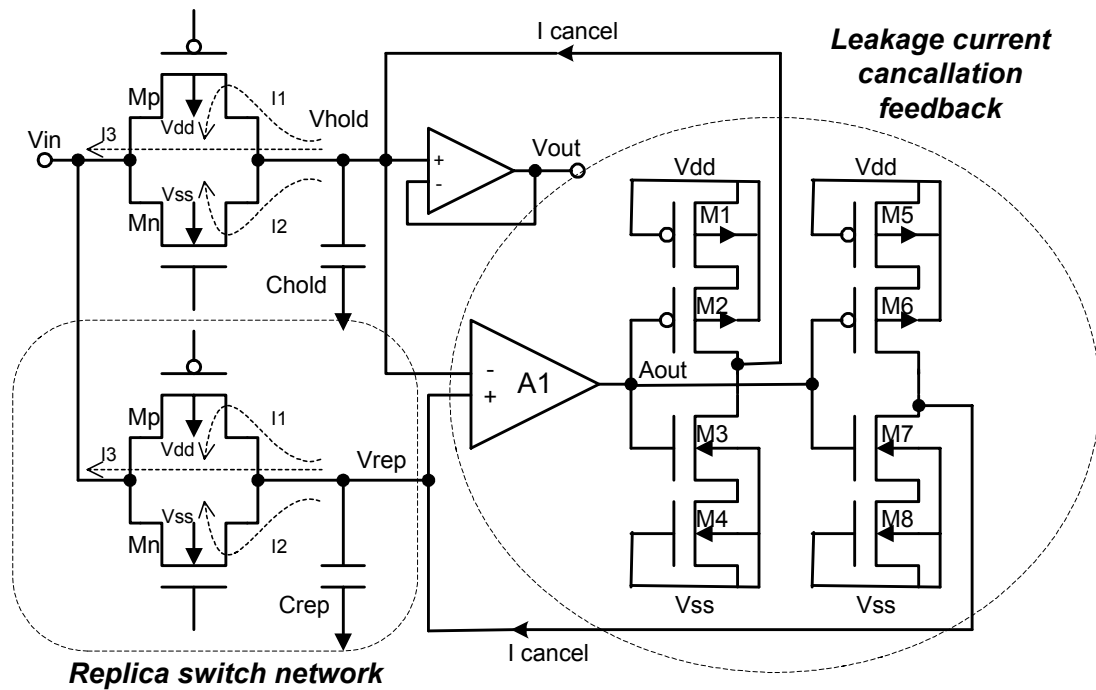 I cancel
Leakage current
cancallation
feedback
Mp
Vdd
I1
Vin
I3
Vhold
+
-
Vout
Vss
Mn
I2
Chold
Vdd
M1
M2
Vdd
M5
M6
A1
-
+
Aout
M3
M4
Vss
M7
M8
Vss
Mp
Vdd
I1
I3
Vrep
Vss
Mn
I2
Crep
I cancel
Replica switch network